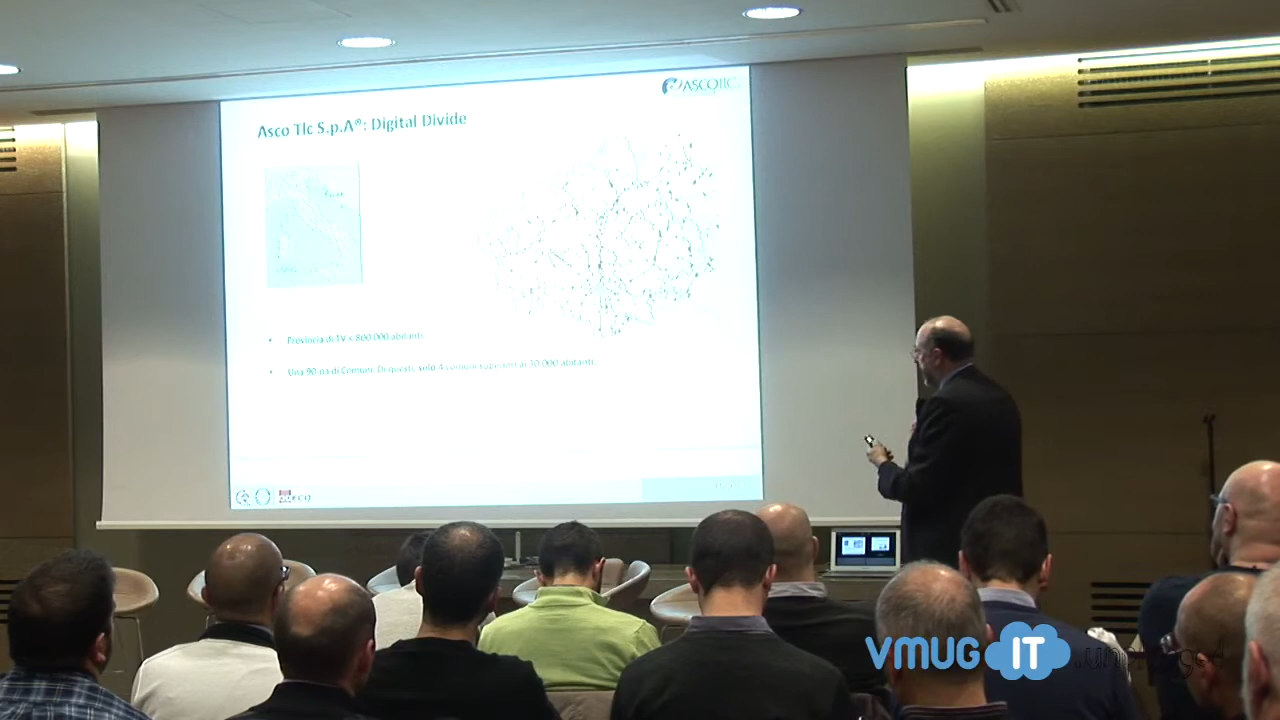 ASCOTLC
Asco Tlc S.p.A®: Digital Divide
Provincia di TV < 800.000 abitanti
Una 90-na di Comuni. Di questi, solo 4 comuni superiori ai 30.000 abitanti.
VMUG IT .unplugged